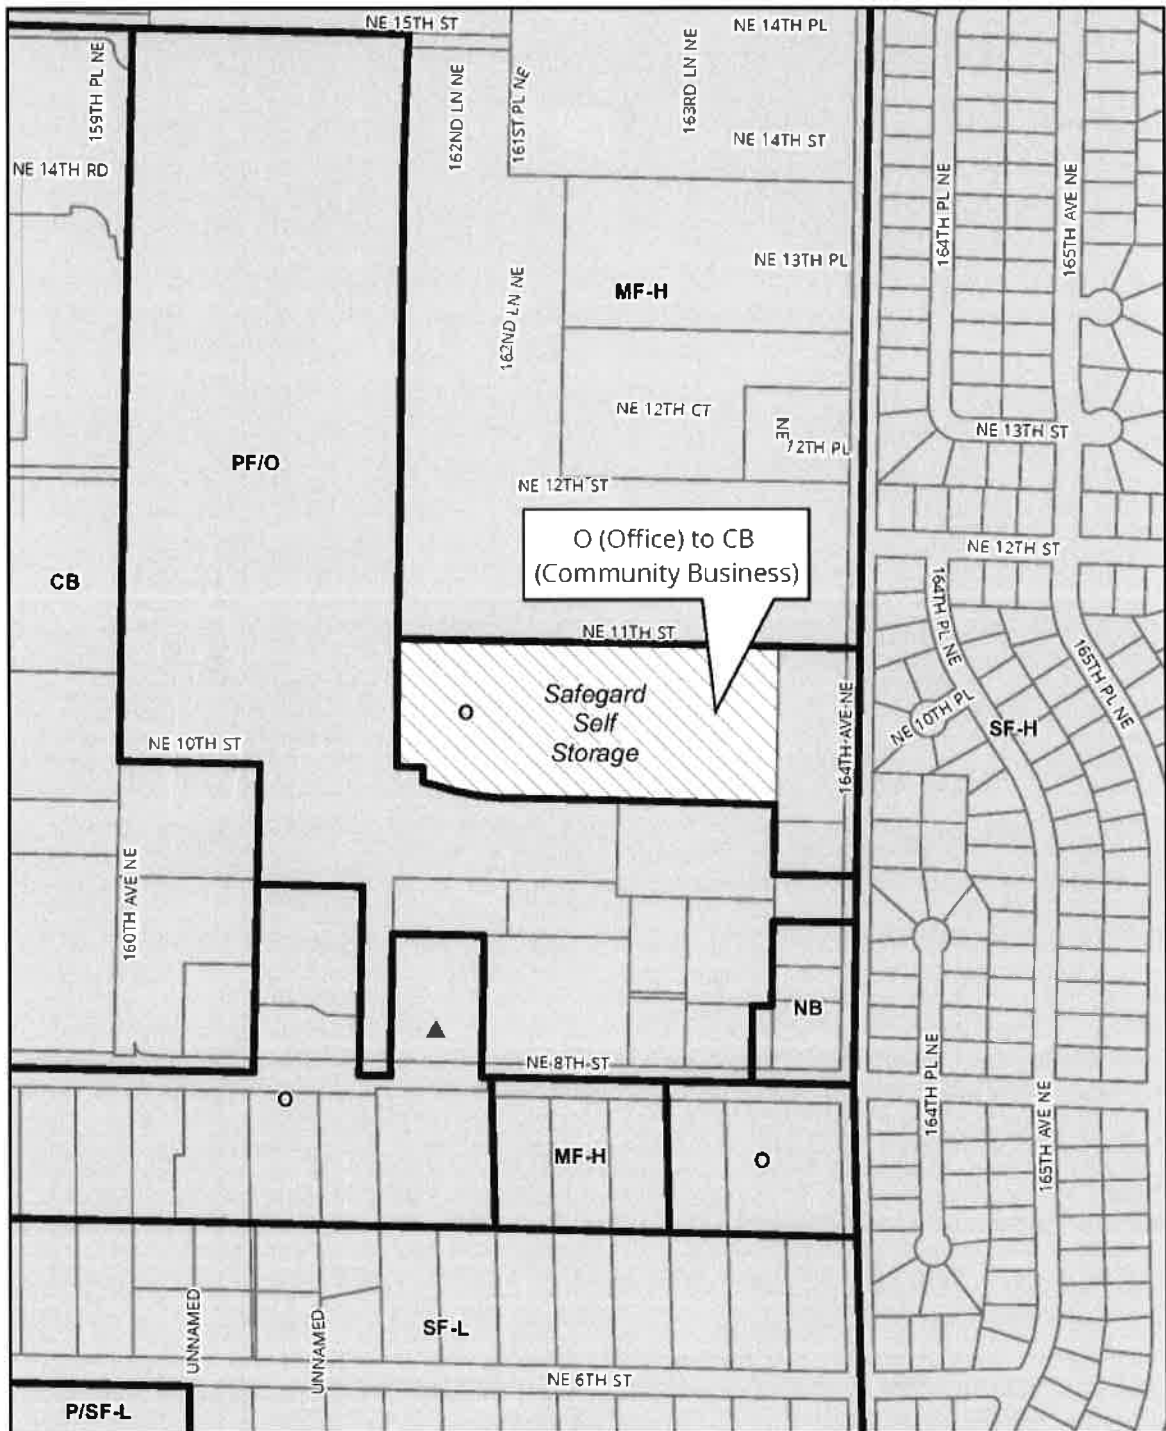 NE 15TH ST
NE 14TH PL
159TH PL NE
162ND LN NE
161ST PL NE
163RD LN NE
NE 14TH ST
NE 14TH RD
164TH PL NE
165TH AVE NE
NE 13TH PL
MF-H
162ND LN NE
NE 12TH CT
NE
12TH PL
NE 13TH ST
PF/O
NE 12TH ST
O (Office) to CB
(Community Business)
NE 12TH ST
CB
164TH PL NE
NE 11TH ST
165TH PL NE
Safegard
Self
Storage
O
NE 10TH PL
SF-H
NE 10TH ST
164TH AVE NE
160TH AVE NE
NB
NE 8TH ST
164TH PL NE
165TH AVE NE
O
MF-H
O
UNNAMED
UNNAMED
SF-L
NE 6TH ST
P/SF-L